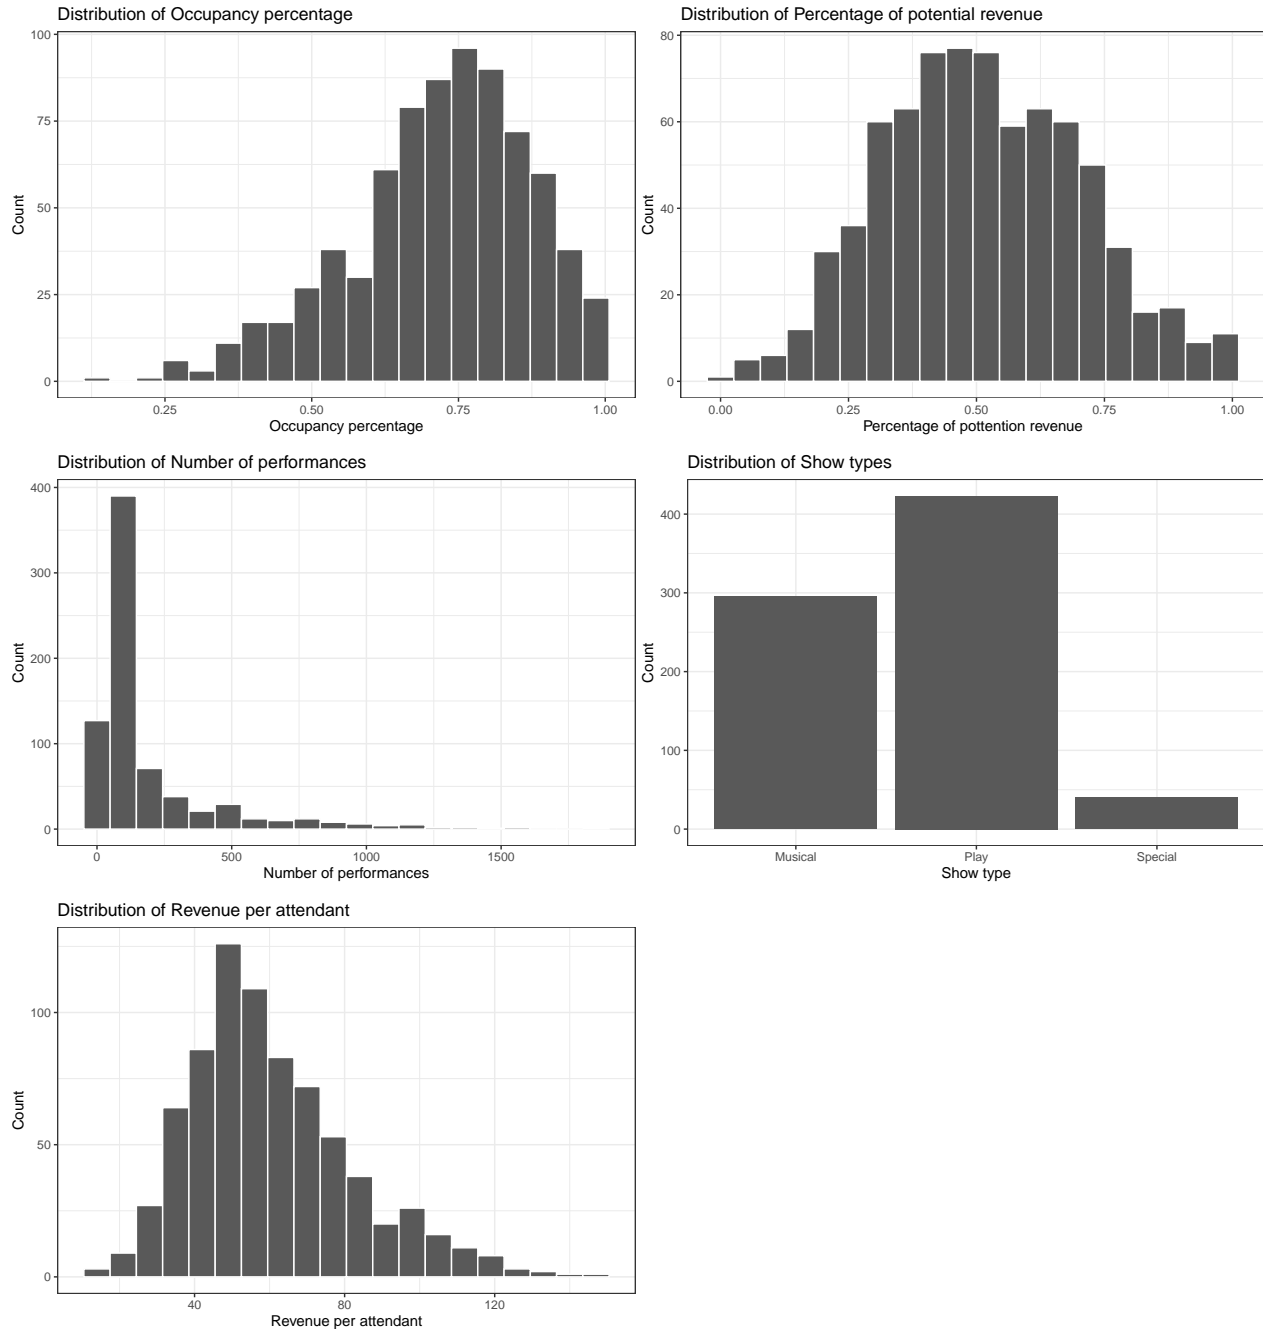 Distribution of Occupancy percentage
100
75
50
25
0
Count
0.25 0.50 0.75 1.00
Occupancy percentage
Distribution of Percentage of potential revenue
80
60
40
20
0
Count
0.00 0.25 0.50 0.75 1.00
Percentage of pottention revenue
Distribution of Number of performances
400
300
200
100
0
Count
0 500 1000 1500
Number of performances
Distribution of Show types
400
300
200
100
0
Count
Musical Play Special
Show type
Distribution of Revenue per attendant
100
50
0
Count
40 80 120
Revenue per attendant